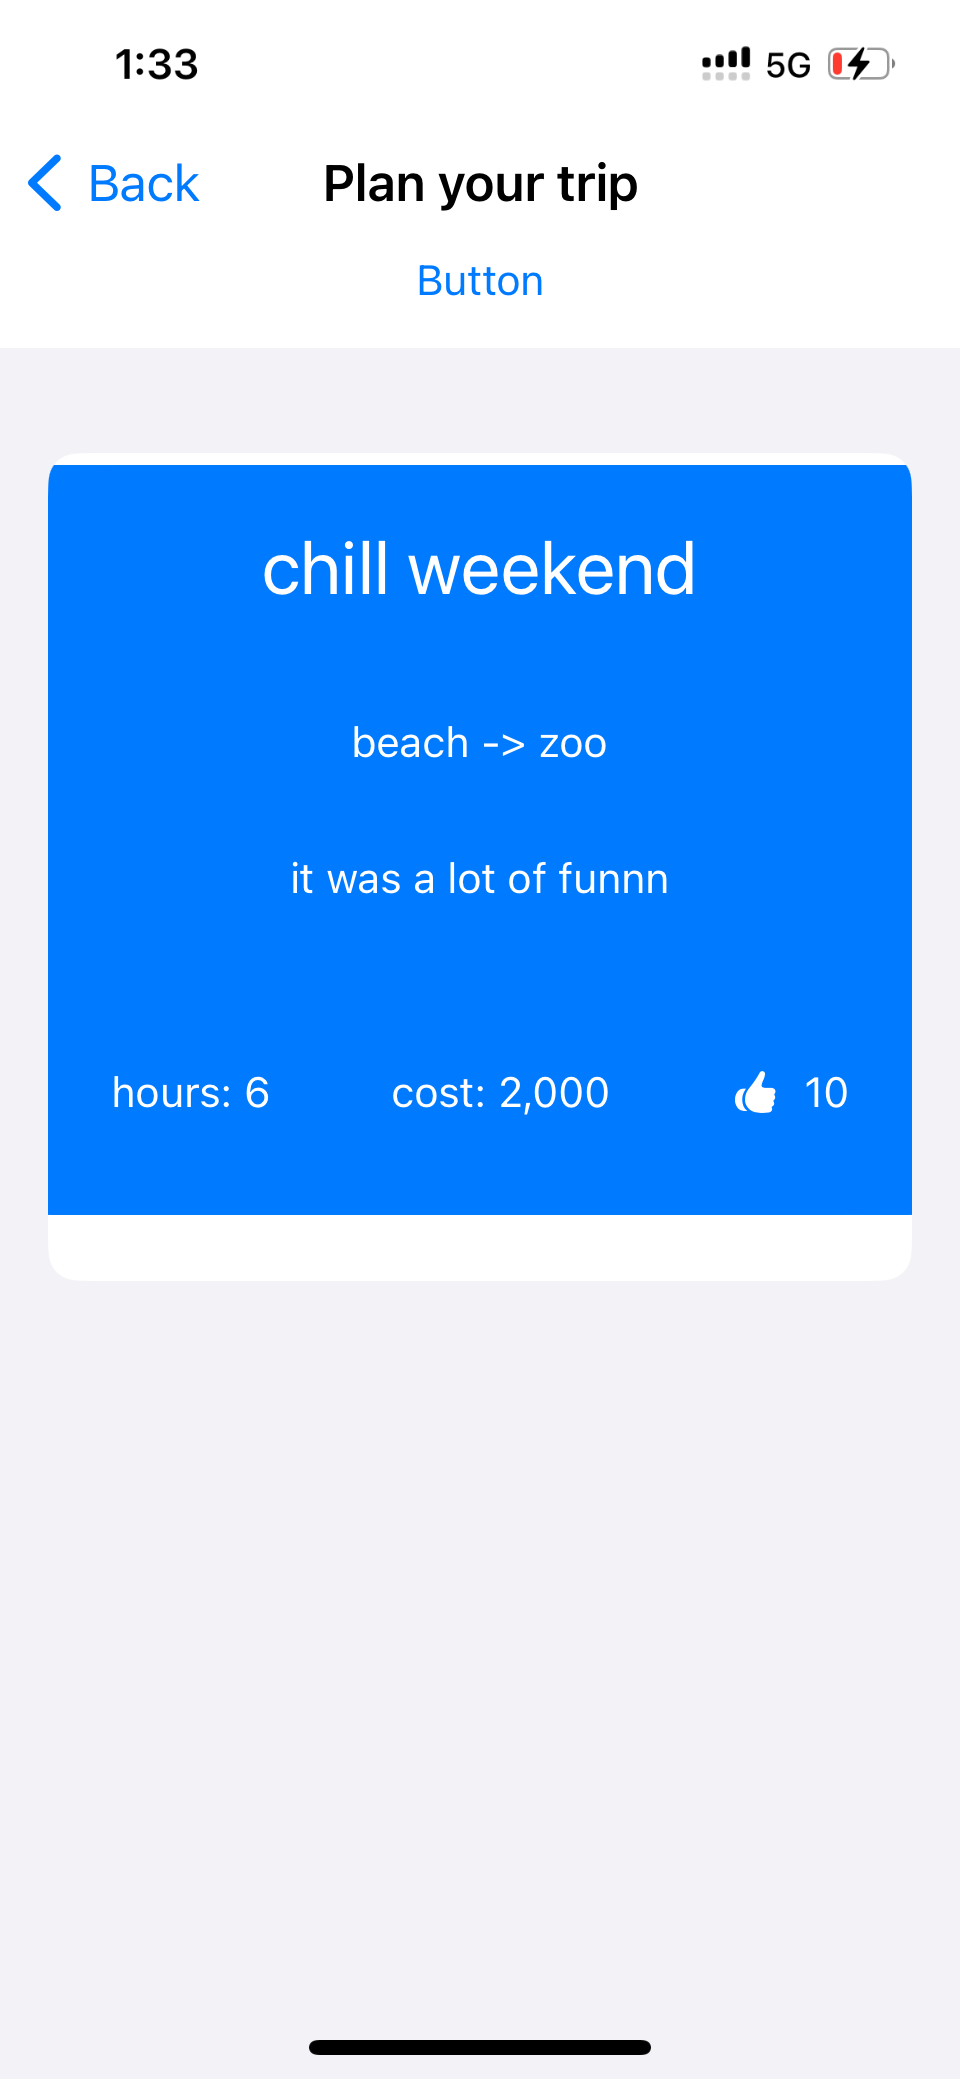 1:33 5G
Back Plan your trip
Button
chill weekend
beach -> zoo
it was a lot of funnn
hours: 6 cost: 2,000 10